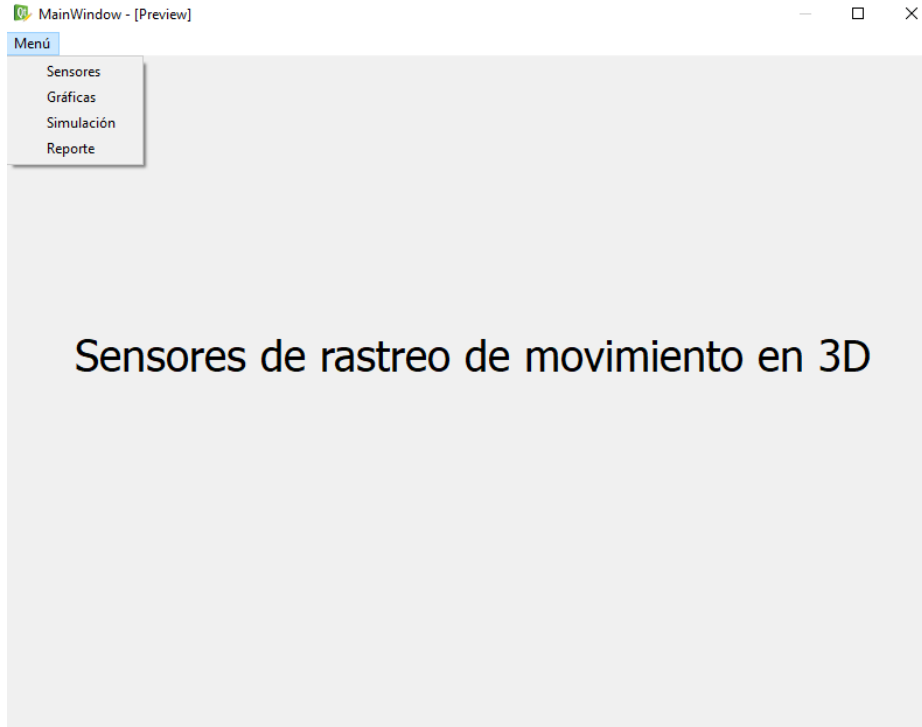 MainWindow - [Preview]
Menú
Sensores
Gráficas
Simulación
Reporte
Sensores de rastreo de movimiento en 3D